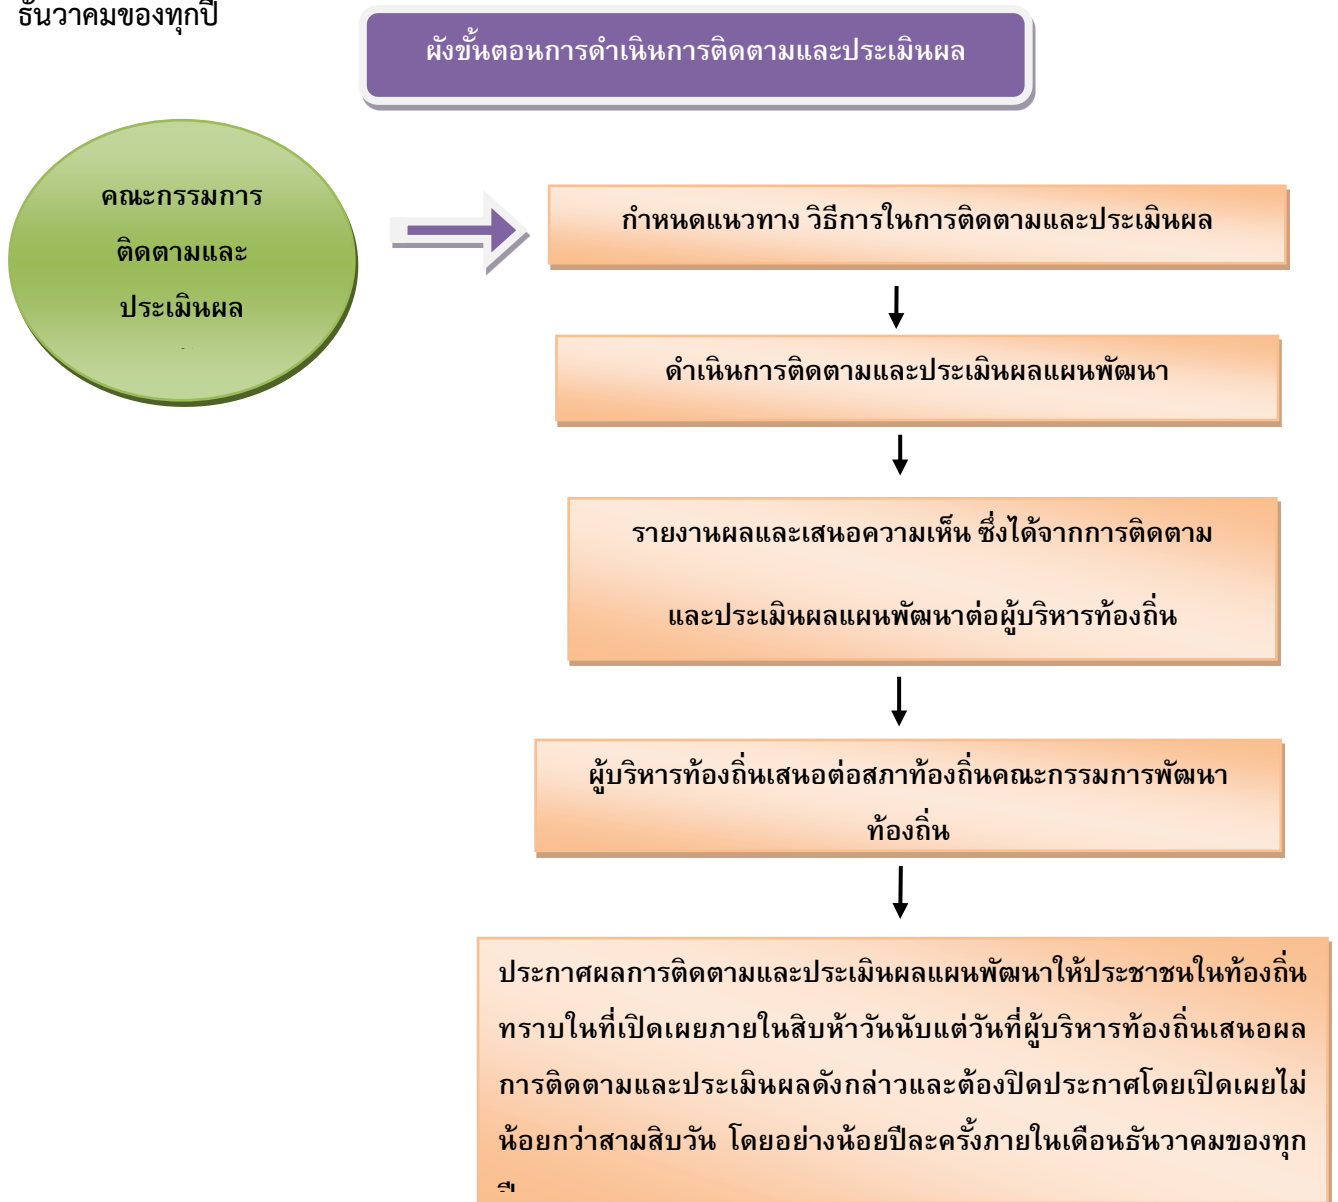 ธันวาคมของทุกปี
ผังขั้นตอนการดำเนินการติดตามและประเมินผล
คณะกรรมการ
ติดตามและ
ประเมินผล
กำหนดแนวทาง วิธีการในการติดตามและประเมินผล
ดำเนินการติดตามและประเมินผลแผนพัฒนา
รายงานผลและเสนอความเห็น ซึ่งได้จากการติดตาม
และประเมินผลแผนพัฒนาต่อผู้บริหารท้องถิ่น
ผู้บริหารท้องถิ่นเสนอต่อสภาท้องถิ่นคณะกรรมการพัฒนา
ท้องถิ่น
ประกาศผลการติดตามและประเมินผลแผนพัฒนาให้ประชาชนในท้องถิ่น
ทราบในที่เปิดเผยภายในสิบห้าวันนับแต่วันที่ผู้บริหารท้องถิ่นเสนอผล
การติดตามและประเมินผลดังกล่าวและต้องปิดประกาศโดยเปิดเผยไม่
น้อยกว่าสามสิบวัน โดยอย่างน้อยปีละครั้งภายในเดือนธันวาคมของทุก